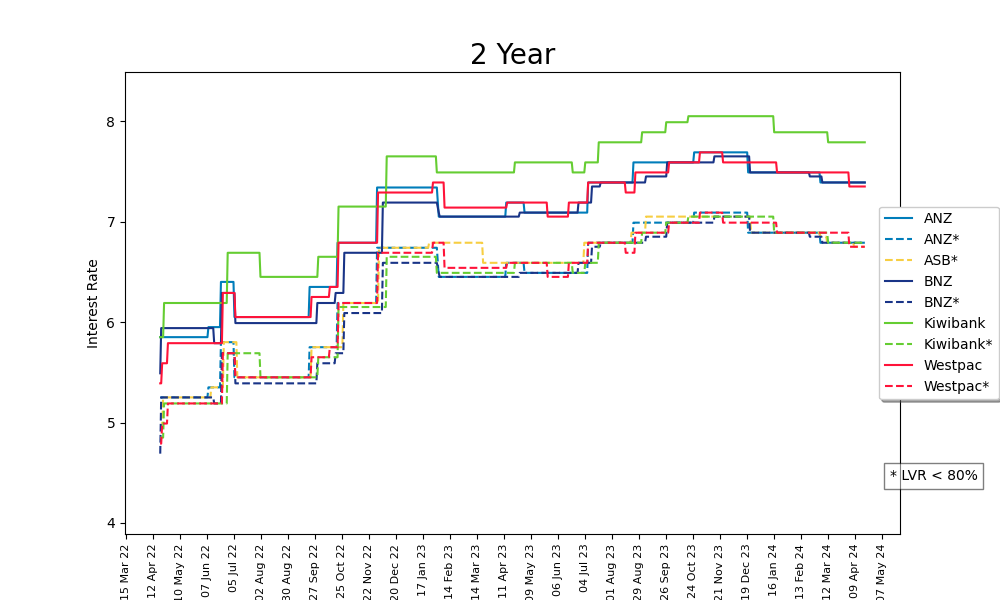 2 Year
Interest Rate
8
7
6
5
4
15 Mar 22
12 Apr 22
10 May 22
07 Jun 22
05 Jul 22
02 Aug 22
30 Aug 22
27 Sep 22
25 Oct 22
22 Nov 22
20 Dec 22
17 Jan 23
14 Feb 23
14 Mar 23
11 Apr 23
09 May 23
06 Jun 23
04 Jul 23
01 Aug 23
29 Aug 23
26 Sep 23
24 Oct 23
21 Nov 23
19 Dec 23
16 Jan 24
13 Feb 24
12 Mar 24
09 Apr 24
07 May 24
ANZ
ANZ*
ASB*
BNZ
BNZ*
Kiwibank
Kiwibank*
Westpac
Westpac*
* LVR < 80%